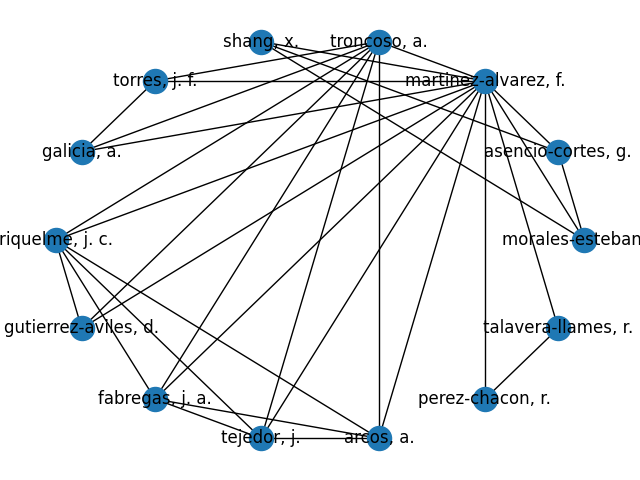 shang, x.
troncoso, a.
torres, j. f.
martinez-alvarez, f.
galicia, a.
asencio-cortes, g.
riquelme, j. c.
morales-esteban
gutierrez-aviles, d.
talavera-llames, r.
fabregas, j. a.
perez-chacon, r.
tejedor, j.
arcos, a.